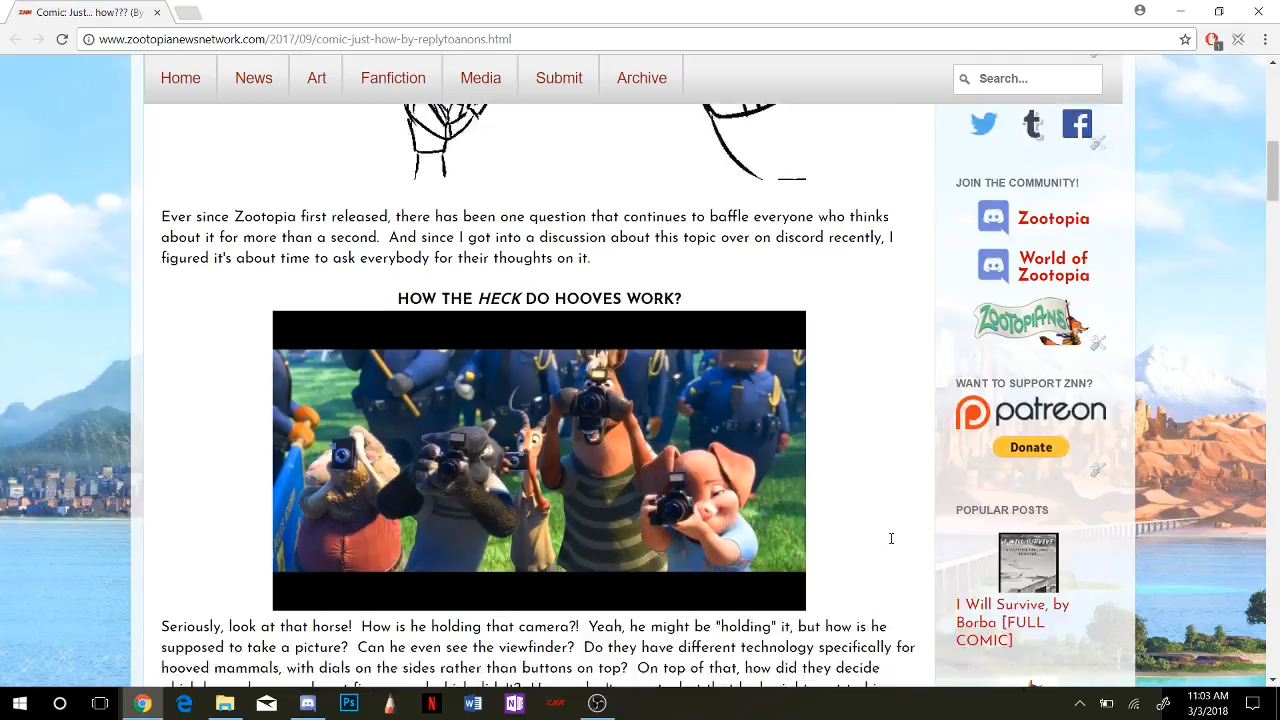 Comic: Just... how??? (By
www.zootopianewsnetwork.com/2017/09/comic-just-how-by-replytoanons.html
1
Home
News
Art
Fanfiction
Media
Submit
Archive
Search...
Ever since Zootopia first released, there has been one question that continues to baffle everyone who thinks
about it for more than a second. And since I got into a discussion about this topic over on discord recently, I
figured it's about time to ask everybody for their thoughts on it.
HOW THE HECK DO HOOVES WORK?
Seriously, look at that horse! How is he holding that camera?! Yeah, he might be "holding" it, but how is he
supposed to take a picture? Can he even see the viewfinder? Do they have different technology specifically for
hooved mammals, with dials on the sides rather than buttons on top? On top of that, how did they decide
JOIN THE COMMUNITY!
Zootopia
World of
Zootopia
ZOOTOPIANS
WANT TO SUPPORT ZNN?
patreon
Donate
POPULAR POSTS
I WILL SURVIVE
I Will Survive, by
Borba [FULL
COMIC]
11:03 AM
3/3/2018